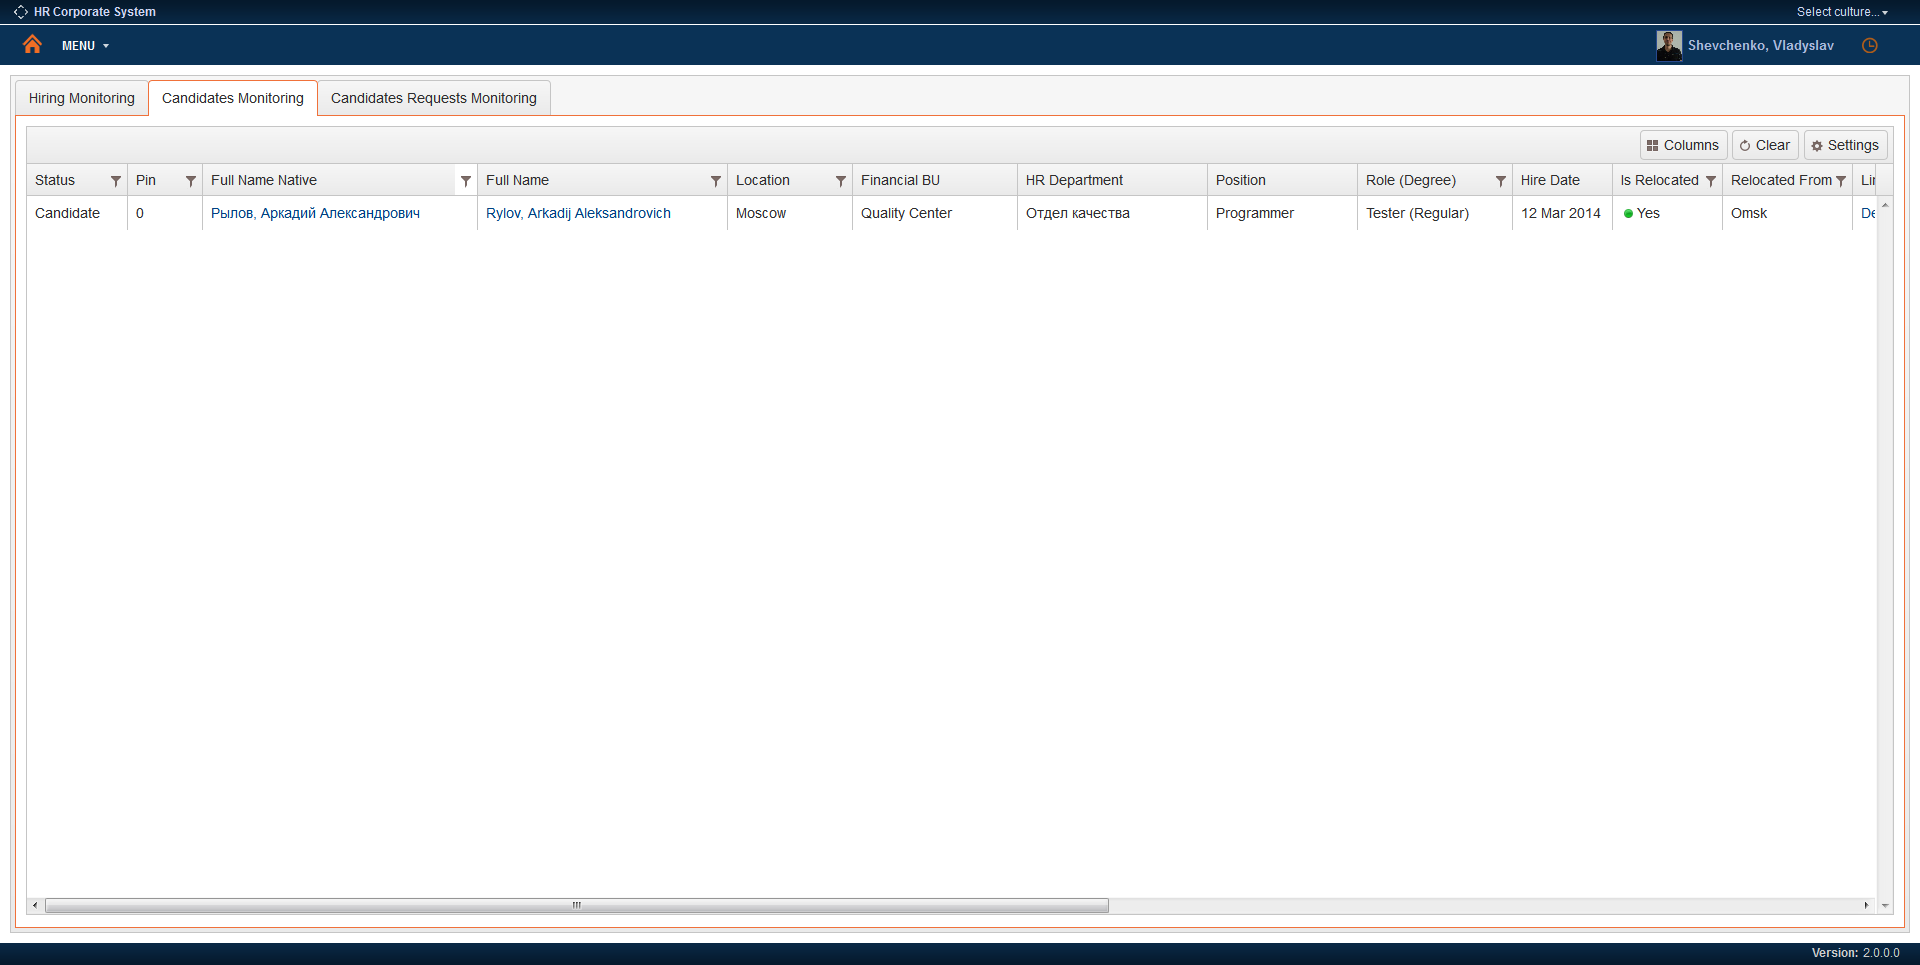 HR Corporate System Select culture...
MENU Shevchenko, Vladyslav
Hiring Monitoring Candidates Monitoring Candidates Requests Monitoring
Columns Clear Settings
Status Pin Full Name Native Full Name Location Financial BU HR Department Position Role (Degree) Hire Date Is Relocated Relocated From
Candidate 0 Рылов, Аркадий Александрович Rylov, Arkadij Aleksandrovich Moscow Quality Center Отдел качества Programmer Tester (Regular) 12 Mar 2014 Yes Omsk De
Version: 2.0.0.0